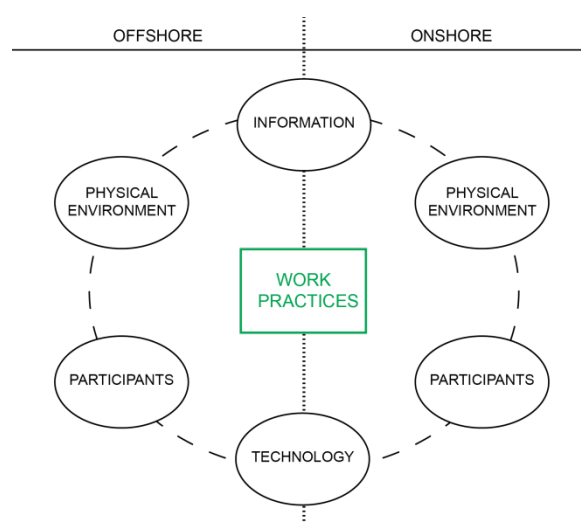 OFFSHORE
ONSHORE
INFORMATION
PHYSICAL
ENVIRONMENT
PHYSICAL
ENVIRONMENT
WORK
PRACTICES
PARTICIPANTS
PARTICIPANTS
TECHNOLOGY